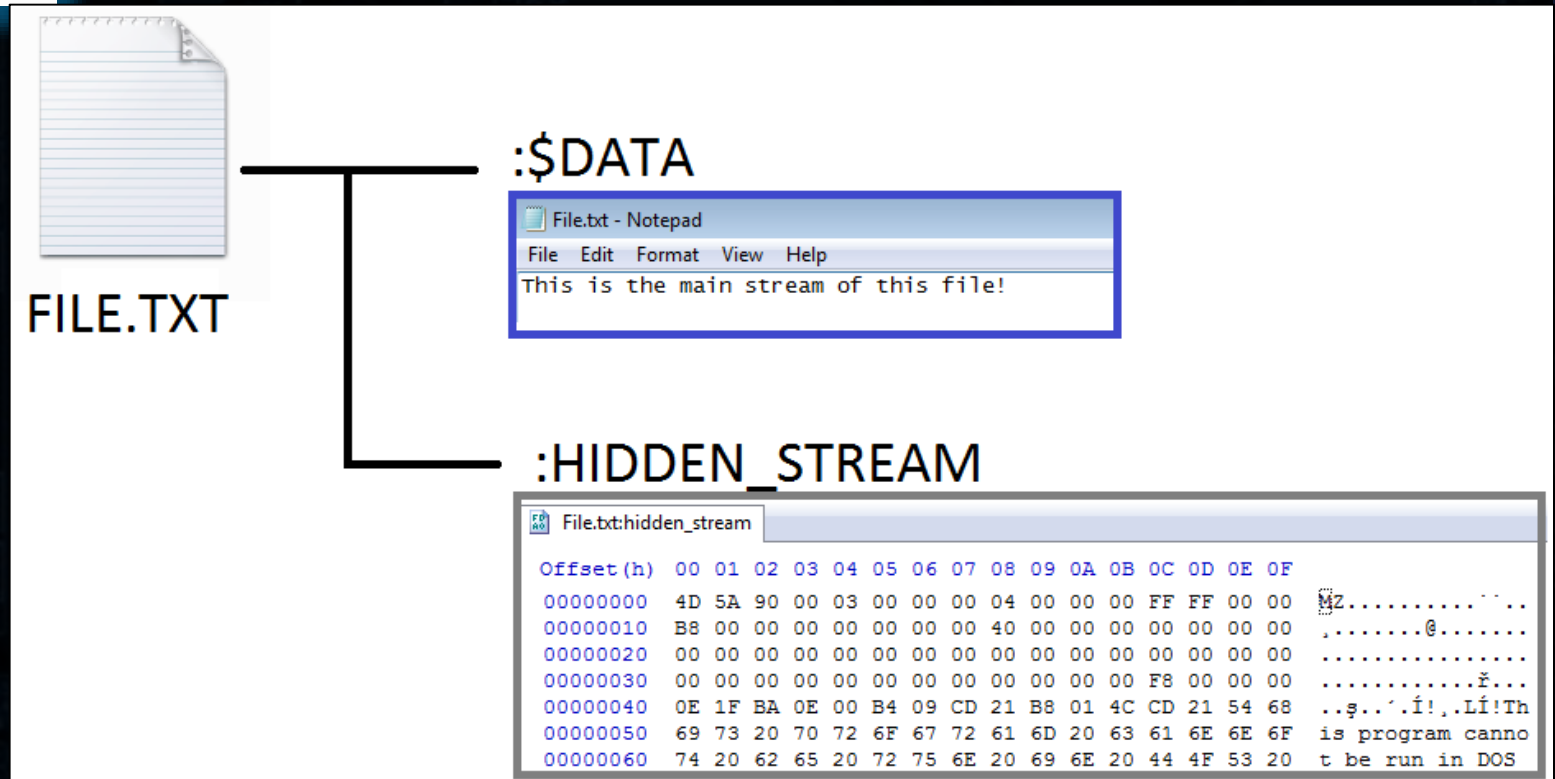 FILE.TXT
:$DATA
File.txt - Notepad
File Edit Format View Help
This is the main stream of this file!
:HIDDEN_STREAM
File.txt:hidden_stream
Offset(h) 00 01 02 03 04 05 06 07 08 09 0A 0B 0C 0D 0E 0F
00000000 4D 5A 90 00 03 00 00 00 04 00 00 00 FF FF 00 00 MZ..........˙˙..
00000010 B8 00 00 00 00 00 00 00 40 00 00 00 00 00 00 00 ¸.......@.......
00000020 00 00 00 00 00 00 00 00 00 00 00 00 00 00 00 00 ................
00000030 00 00 00 00 00 00 00 00 00 00 00 00 F8 00 00 00 ............ř...
00000040 0E 1F BA 0E 00 B4 09 CD 21 B8 01 4C CD 21 54 68 ..ş..´.Í!¸.LÍ!Th
00000050 69 73 20 70 72 6F 67 72 61 6D 20 63 61 6E 6E 6F is program canno
00000060 74 20 62 65 20 72 75 6E 20 69 6E 20 44 4F 53 20 t be run in DOS